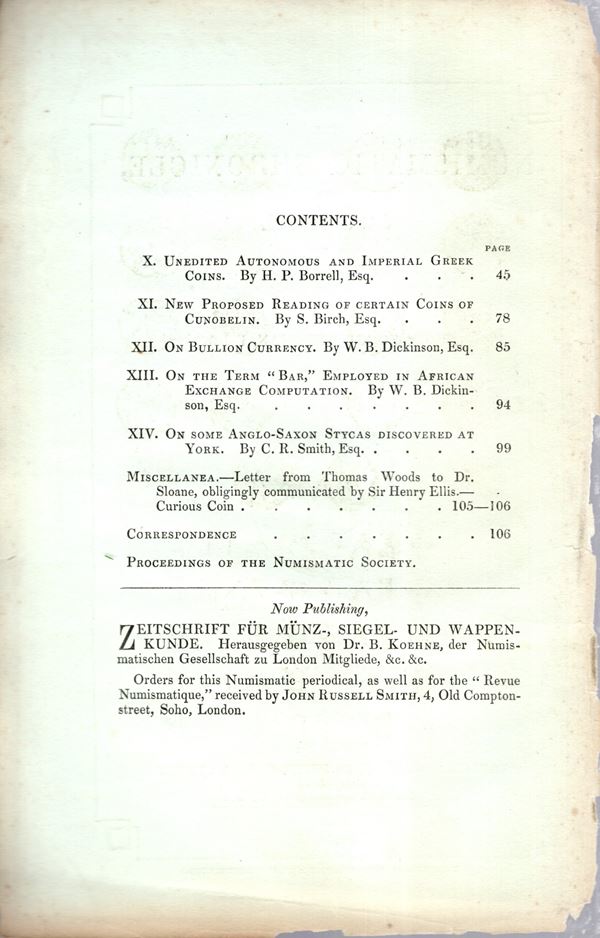 CONTENTS.
PAGE
X. Unedited Autonomous and Imperial Greek
Coins. By H. P. Borrell, Esq. . . . 45
XI. New Proposed Reading of certain Coins of
Cunobelin. By S. Birch, Esq. . . . 78
XII. On Bullion Currency. By W. B. Dickinson, Esq. 85
XIII. On the Term "Bar," Employed in African
Exchange Computation. By W. B. Dickin-
son, Esq. . . . . . . . 94
XIV. On some Anglo-Saxon Stycas discovered at
York. By C. R. Smith, Esq. . . . . 99
Miscellanea.—Letter from Thomas Woods to Dr.
Sloane, obligingly communicated by Sir Henry Ellis.—
Curious Coin . . . . . . . 105—106
Correspondence . . . . . . . 106
Proceedings of the Numismatic Society.
Now Publishing,
ZEITSCHRIFT FÜR MÜNZ-, SIEGEL- UND WAPPEN-
KUNDE. Herausgegeben von Dr. B. Koehne, der Numis-
matischen Gesellschaft zu London Mitgliede, &c. &c.
Orders for this Numismatic periodical, as well as for the "Revue
Numismatique," received by John Russell Smith, 4, Old Compton-
street, Soho, London.